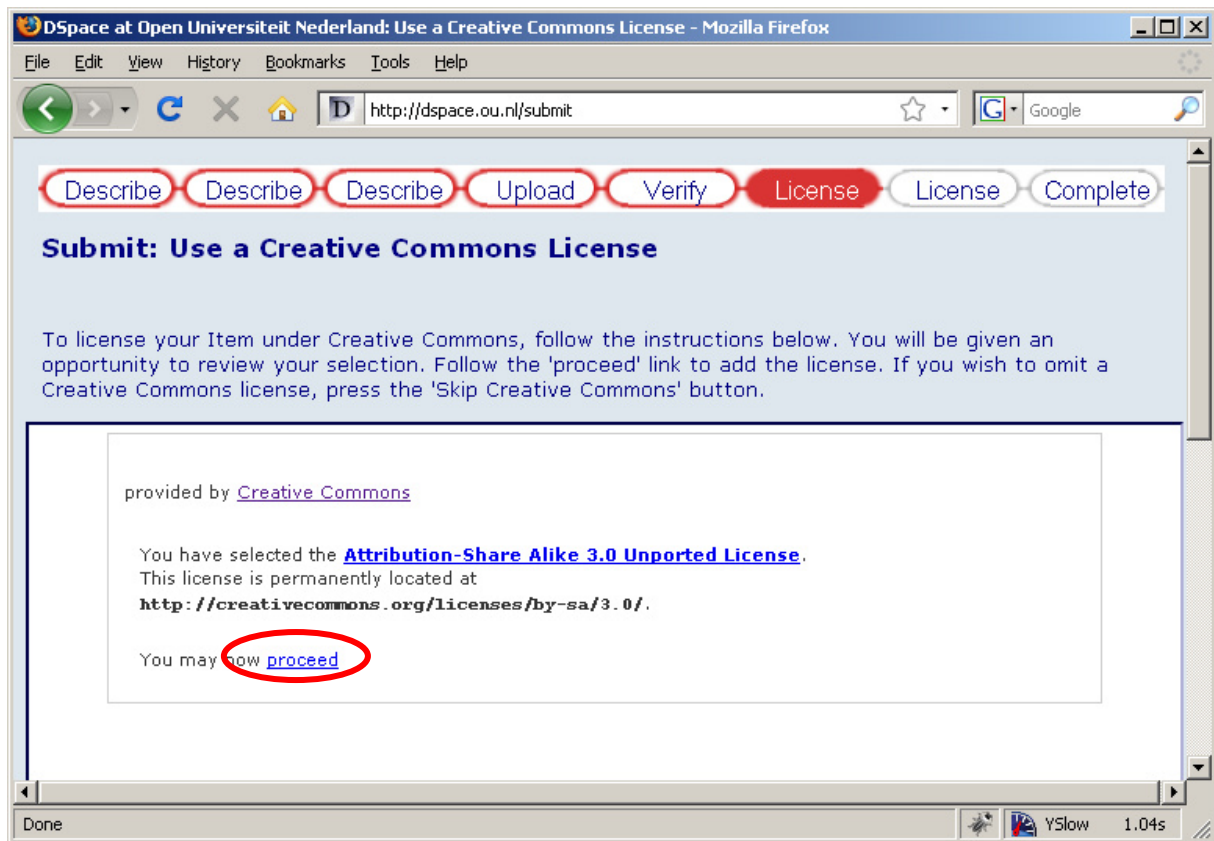 DSpace at Open Universiteit Nederland: Use a Creative Commons License - Mozilla Firefox
File Edit View History Bookmarks Tools Help
D http://dspace.ou.nl/submit G Google
Describe Describe Describe Upload Verify License License Complete
Submit: Use a Creative Commons License
To license your Item under Creative Commons, follow the instructions below. You will be given an
opportunity to review your selection. Follow the 'proceed' link to add the license. If you wish to omit a
Creative Commons license, press the 'Skip Creative Commons' button.
provided by Creative Commons
You have selected the Attribution-Share Alike 3.0 Unported License.
This license is permanently located at
http://creativecommons.org/licenses/by-sa/3.0/.
You may now proceed
Done YSlow 1.04s